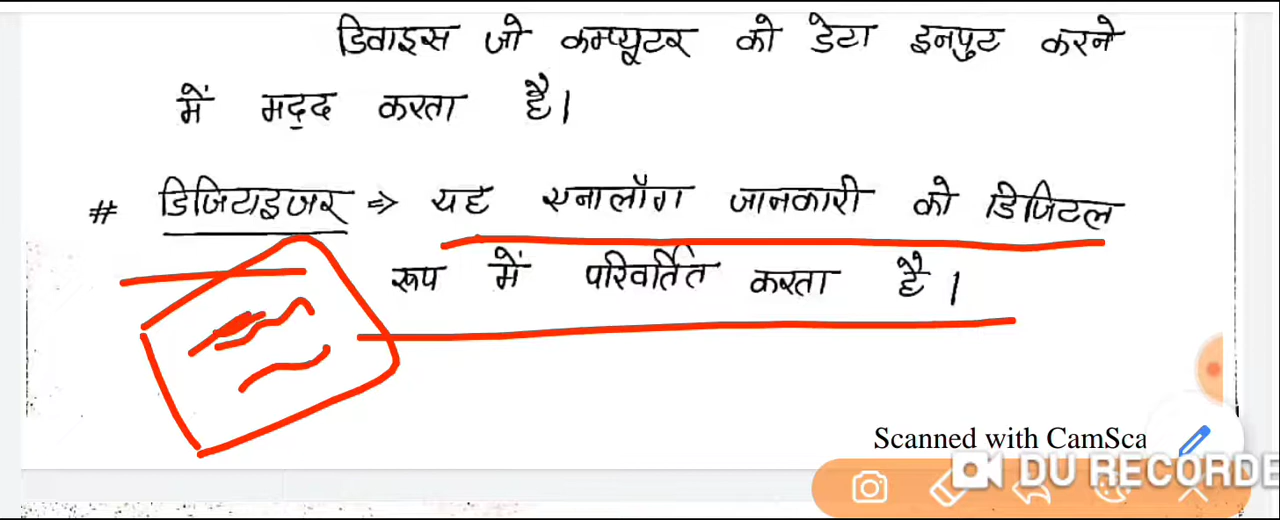 डिवाइस जो कम्प्यूटर को डेटा इनपुट करने
में मद्द करता है।
# डिजिटाइजर ⇒ यह एनालॉग जानकारी को डिजिटल
रूप में परिवर्तित करता है।
Scanned with CamSca
DU RECORDE